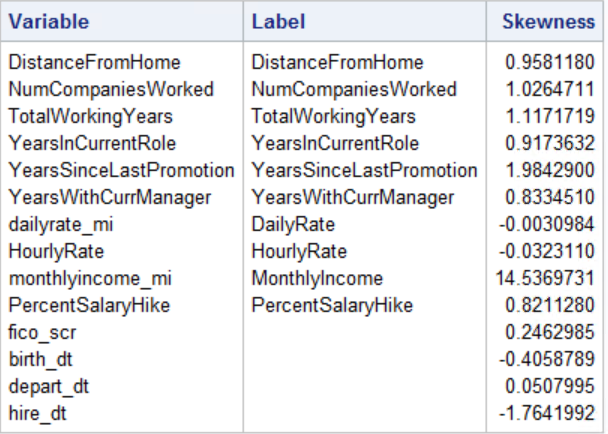 Variable Label Skewness
DistanceFromHome DistanceFromHome 0.9581180
NumCompaniesWorked NumCompaniesWorked 1.0264711
TotalWorkingYears TotalWorkingYears 1.1171719
YearsInCurrentRole YearsInCurrentRole 0.9173632
YearsSinceLastPromotion YearsSinceLastPromotion 1.9842900
YearsWithCurrManager YearsWithCurrManager 0.8334510
dailyrate_mi DailyRate -0.0030984
HourlyRate HourlyRate -0.0323110
monthlyincome_mi MonthlyIncome 14.5369731
PercentSalaryHike PercentSalaryHike 0.8211280
fico_scr 0.2462985
birth_dt -0.4058789
depart_dt 0.0507995
hire_dt -1.7641992